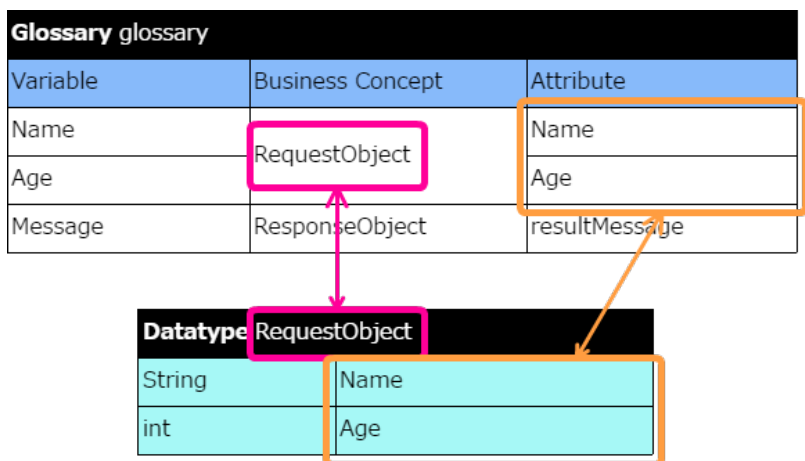 Glossary glossary
Variable Business Concept Attribute
Name RequestObject Name
Age Age
Message ResponseObject resultMessage
Datatype RequestObject
String Name
int Age